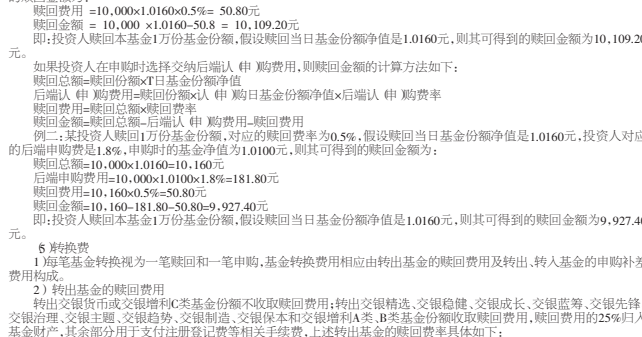 赎回费用 =10,000×1.0160×0.5%= 50.80元
赎回金额 = 10,000 ×1.0160-50.8 = 10,109.20元
即:投资人赎回本基金1万份基金份额,假设赎回当日基金份额净值是1.0160元,则其可得到的赎回金额为10,109.20
元。
如果投资人在申购时选择交纳后端认(申)购费用,则赎回金额的计算方法如下:
赎回总额=赎回份额×T日基金份额净值
后端认(申)购费用=赎回份额×认(申)购日基金份额净值×后端认(申)购费率
赎回费用=赎回总额×赎回费率
赎回金额=赎回总额-后端认(申)购费用-赎回费用
例二:某投资人赎回1万份基金份额,对应的赎回费率为0.5%,假设赎回当日基金份额净值是1.0160元,投资人对应
的后端申购费是1.8%,申购时的基金净值为1.0100元,则其可得到的赎回金额为:
赎回总额=10,000×1.0160=10,160元
后端申购费用=10,000×1.0100×1.8%=181.80元
赎回费用=10,160×0.5%=50.80元
赎回金额=10,160-181.80-50.80=9,927.40元
即:投资人赎回本基金1万份基金份额,假设赎回当日基金份额净值是1.0160元,则其可得到的赎回金额为9,927.40
元。
(6)转换费
1)每笔基金转换视为一笔赎回和一笔申购,基金转换费用相应由转出基金的赎回费用及转出、转入基金的申购补差
费用构成。
2) 转出基金的赎回费用
转出交银货币或交银增利C类基金份额不收取赎回费用;转出交银精选、交银稳健、交银成长、交银蓝筹、交银先锋、
交银治理、交银主题、交银趋势、交银制造、交银保本和交银增利A类、B类基金份额收取赎回费用,赎回费用的25%归入
基金财产,其余部分用于支付注册登记费等相关手续费,上述转出基金的赎回费率具体如下: